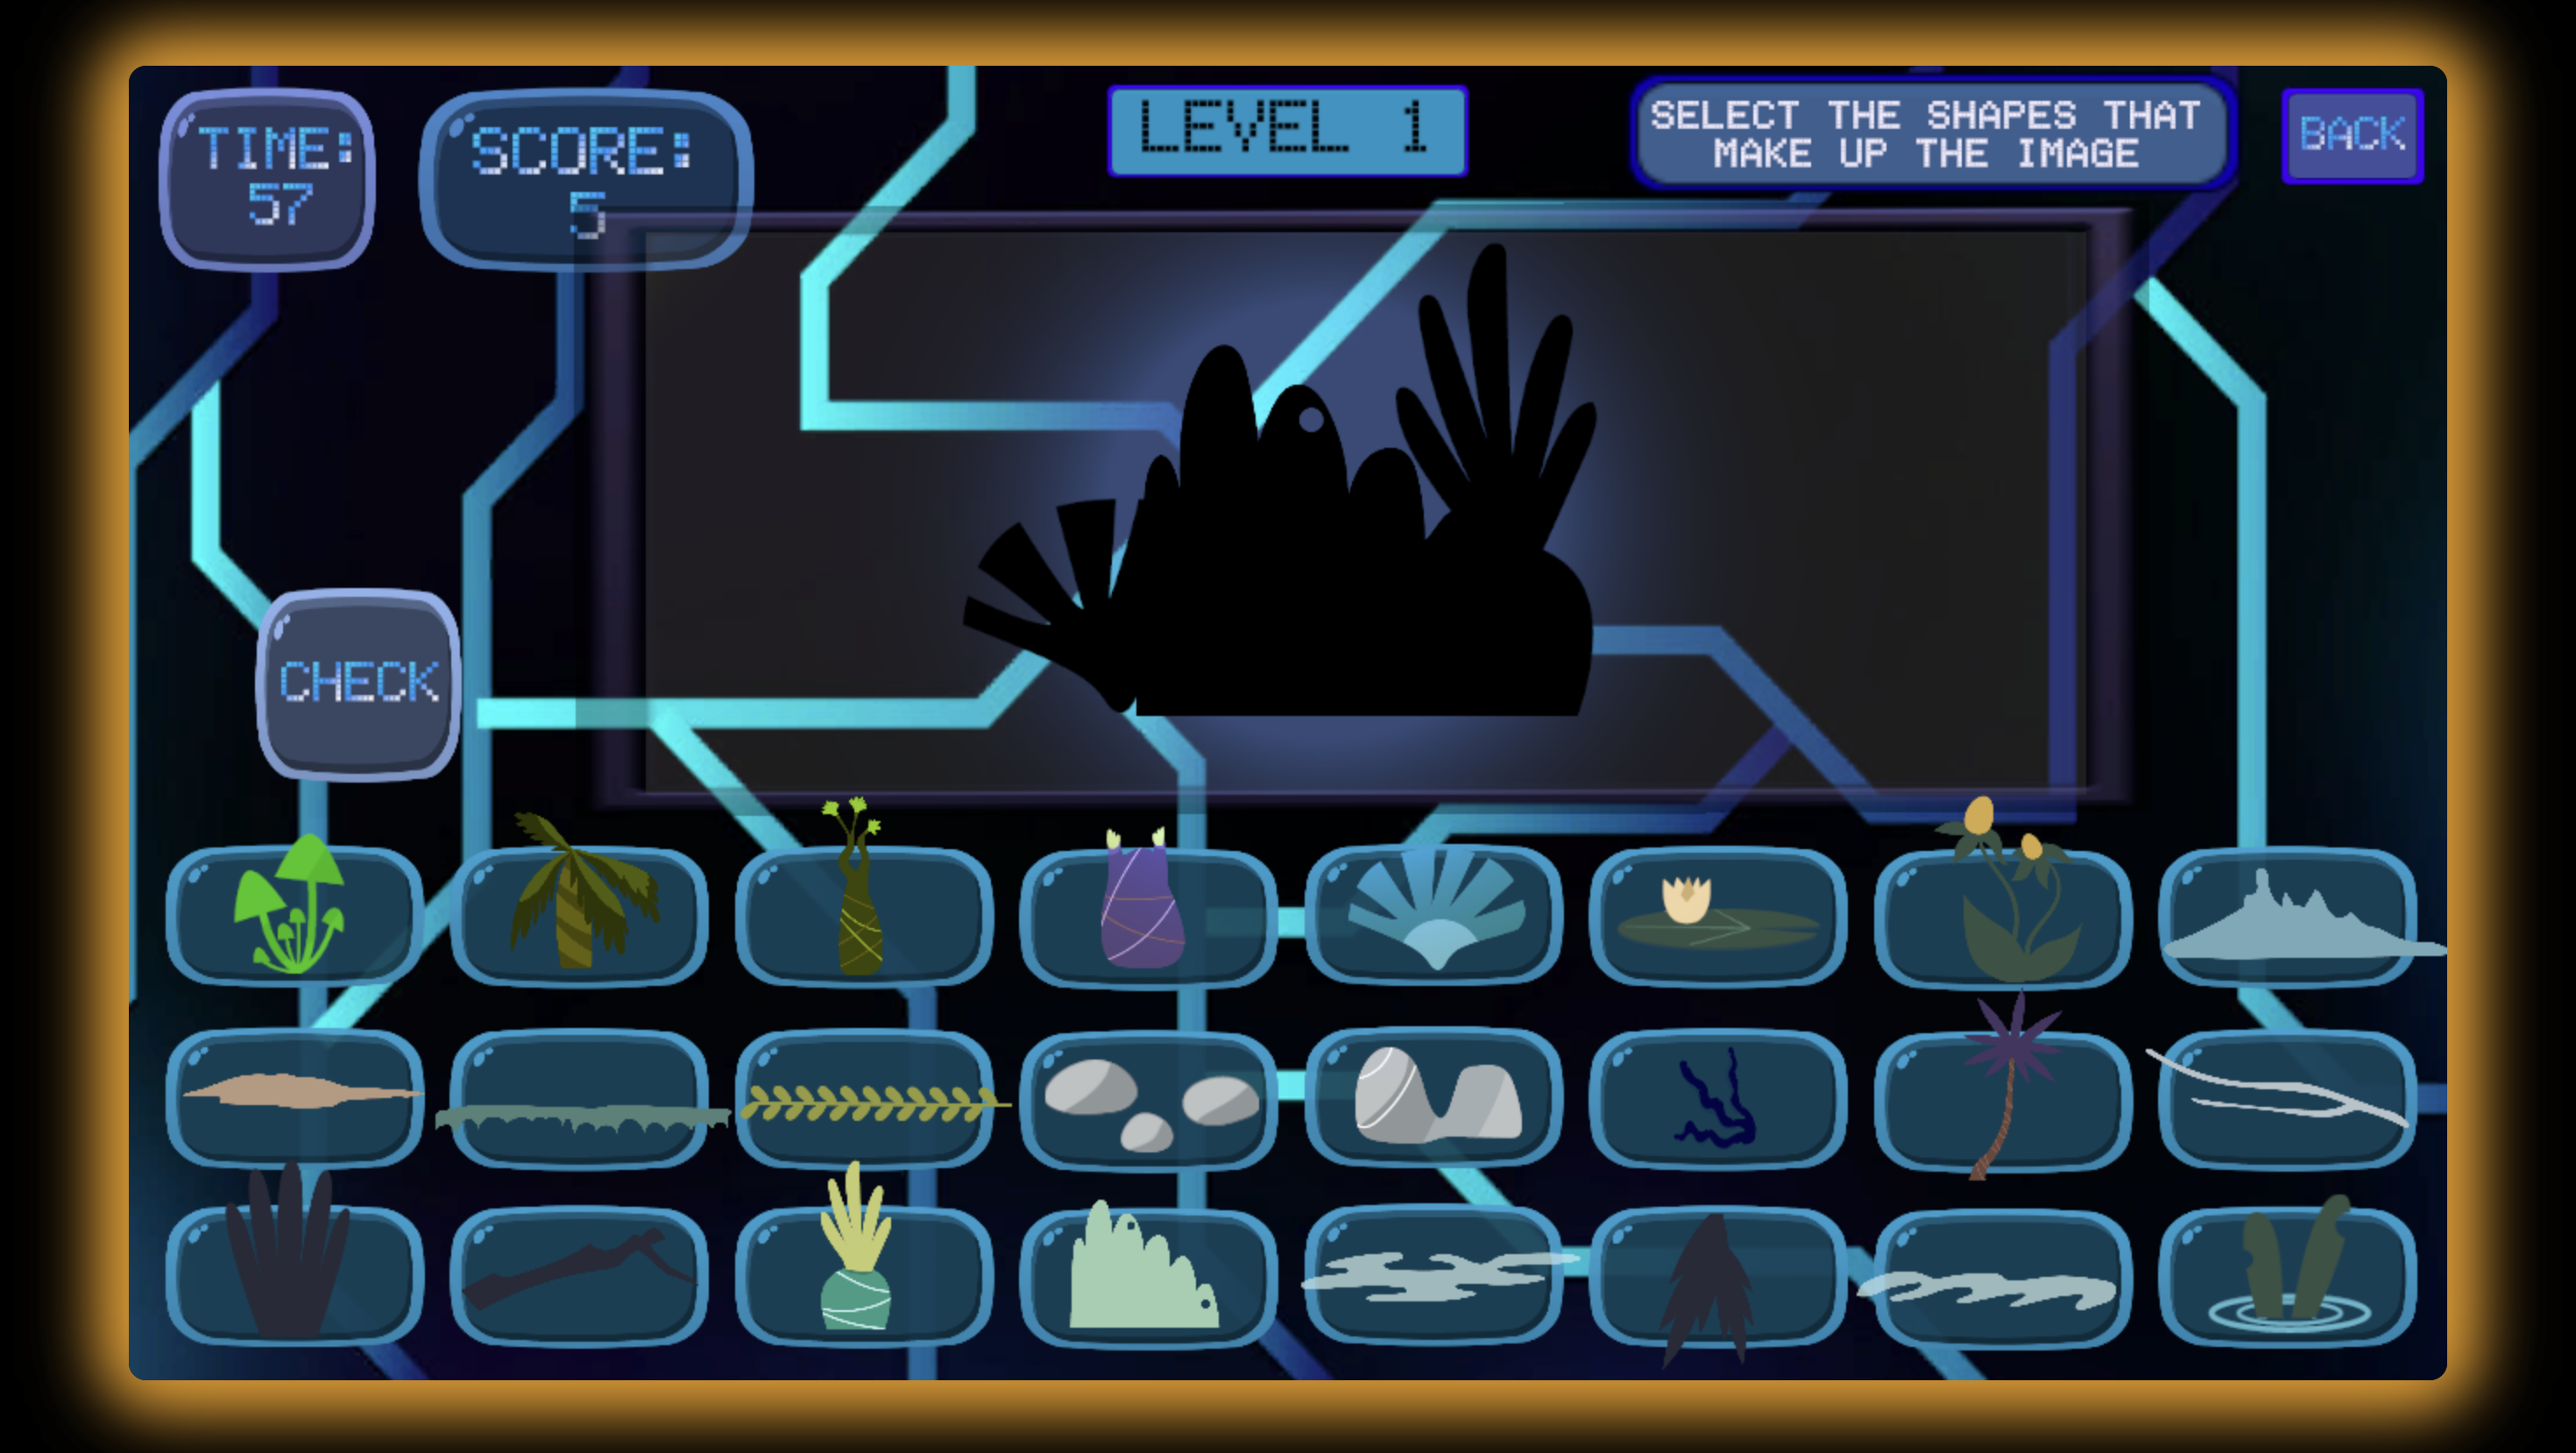 TIME:
57
SCORE:
5
LEVEL 1
SELECT THE SHAPES THAT
MAKE UP THE IMAGE
BACK
CHECK